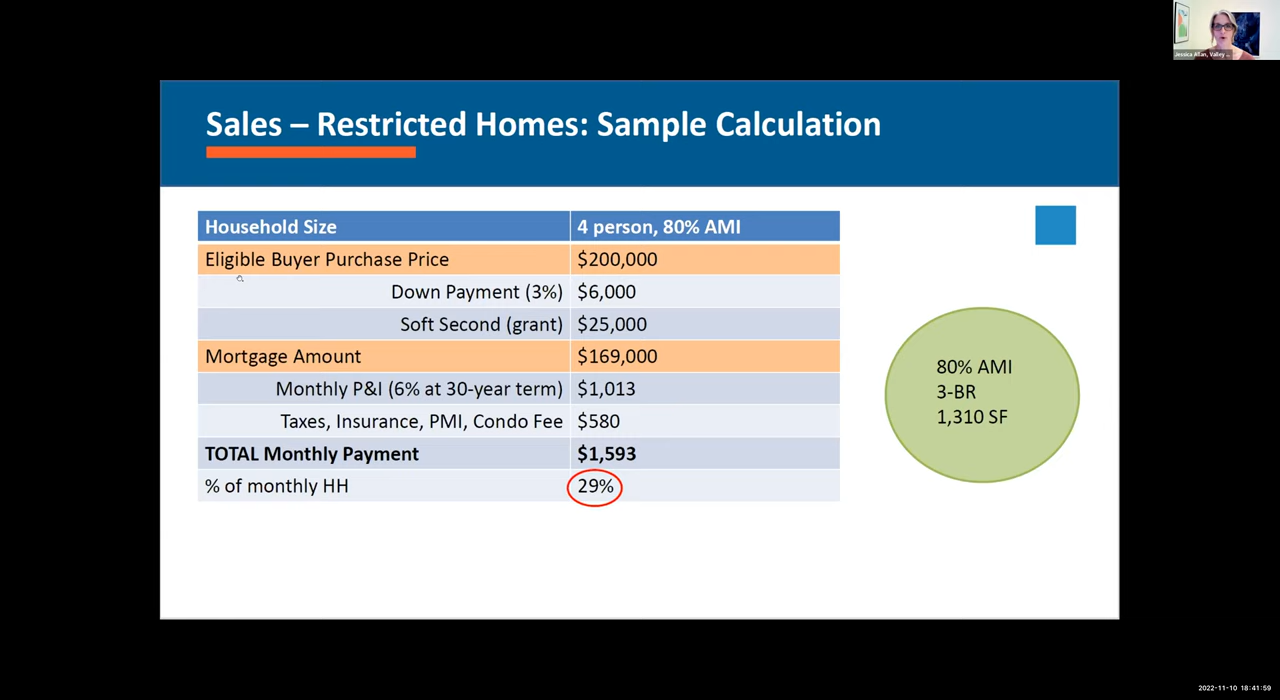 Jessica Allan, Valley ...
Sales – Restricted Homes: Sample Calculation
Household Size 4 person, 80% AMI
Eligible Buyer Purchase Price $200,000
Down Payment (3%) $6,000
Soft Second (grant) $25,000
Mortgage Amount $169,000
Monthly P&I (6% at 30-year term) $1,013
Taxes, Insurance, PMI, Condo Fee $580
TOTAL Monthly Payment $1,593
% of monthly HH 29%
80% AMI
3-BR
1,310 SF
2022-11-10 18:41:59